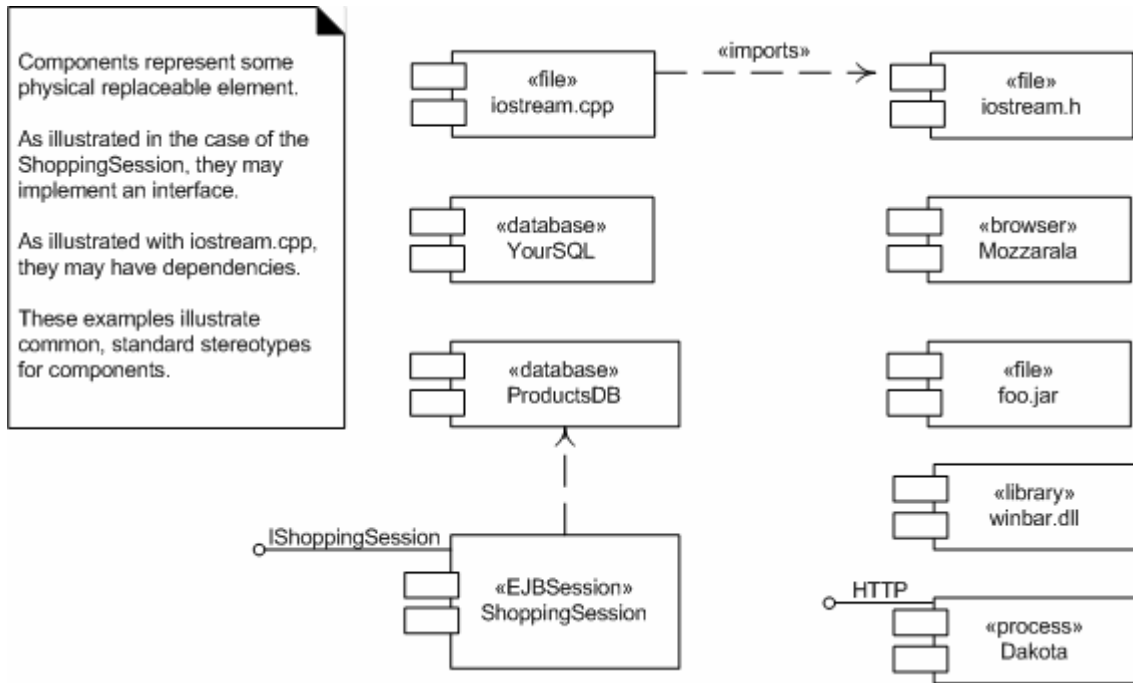 Components represent some
physical replaceable element.
As illustrated in the case of the
ShoppingSession, they may
implement an interface.
As illustrated with iostream.cpp,
they may have dependencies.
These examples illustrate
common, standard stereotypes
for components.
«file»
iostream.cpp
«imports»
«file»
iostream.h
«database»
YourSQL
«browser»
Mozzarala
«database»
ProductsDB
«file»
foo.jar
«library»
winbar.dll
IShoppingSession
«EJBSession»
ShoppingSession
HTTP
«process»
Dakota